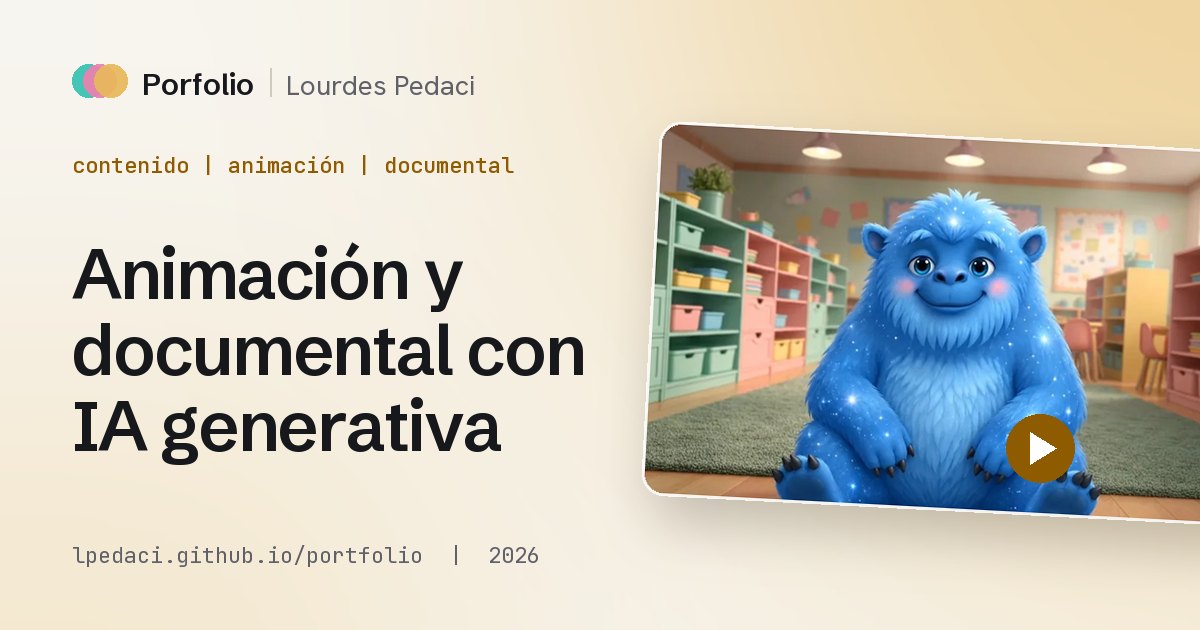 Porfolio | Lourdes Pedaci
contenido | animación | documental
Animación y
documental con
IA generativa
lpedaci.github.io/portfolio | 2026